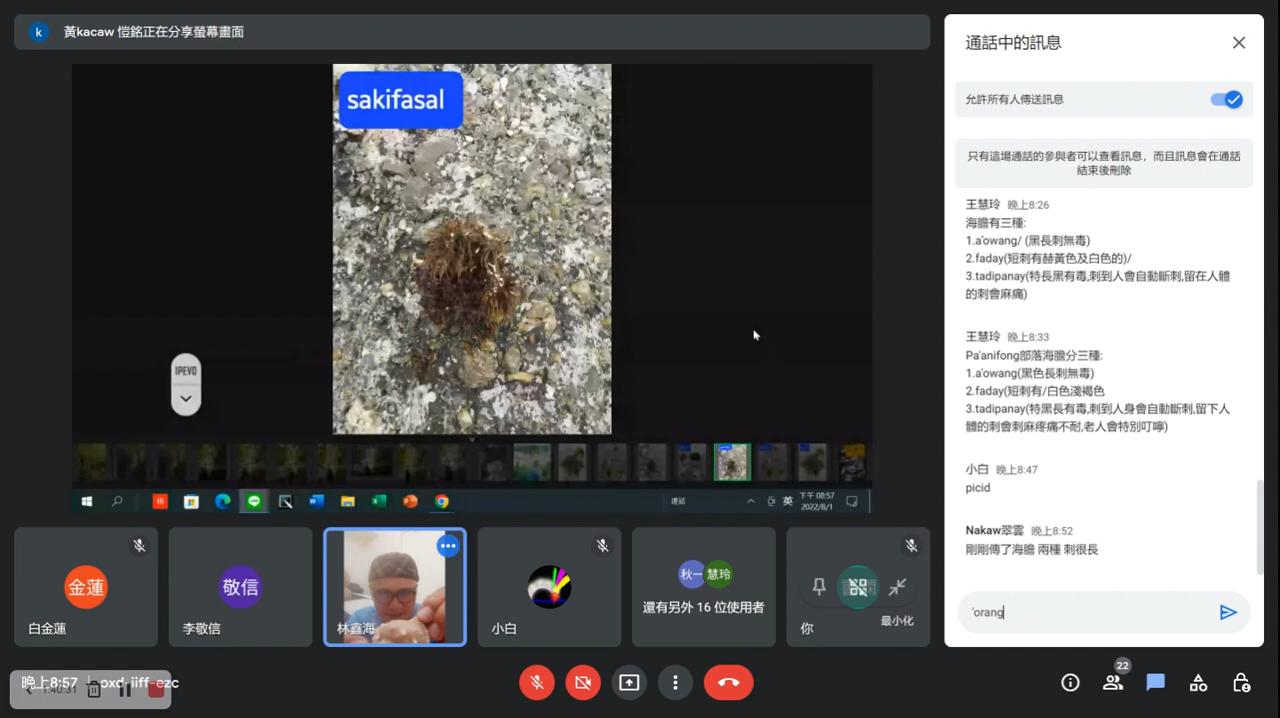 k 黃kacaw 愷銘正在分享螢幕畫面
sakifasal
IPEVO
英
下午 08:57
2022/8/1
金蓮
白金蓮
敬信
李敬信
林鑫海
小白
秋一 慧玲
還有另外 16 位使用者
你
最小化
晚上8:57
1:40:31
oxd-iiff-ezc
22
通話中的訊息
允許所有人傳送訊息
只有這場通話的參與者可以查看訊息，而且訊息會在通話
結束後刪除
王慧玲 晚上8:26
海膽有三種:
1.a'owang/ (黑長刺無毒)
2.faday(短刺有赫黃色及白色的)/
3.tadipanay(特長黑有毒,刺到人會自動斷刺,留在人體
的刺會麻痛)
王慧玲 晚上8:33
Pa'anifong部落海膽分三種:
1.a'owang(黑色長刺無毒)
2.faday(短刺有/白色淺褐色
3.tadipanay(特黑長有毒,刺到人身會自動斷刺,留下人
體的刺會刺麻疼痛不耐,老人會特別叮嚀)
小白 晚上8:47
picid
Nakaw翠雲 晚上8:52
剛剛傳了海膽 兩種 刺很長
'orang